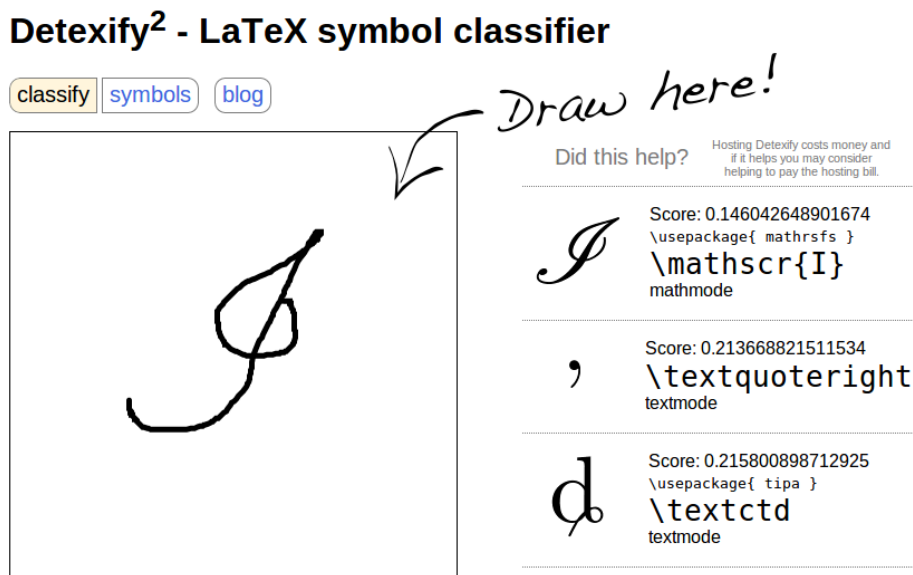 Detexify² - LaTeX symbol classifier
classify symbols blog
Draw here!
Did this help?
Hosting Detexify costs money and
if it helps you may consider
helping to pay the hosting bill.
Score: 0.146042648901674
\usepackage{ mathrsfs }
\mathscr{I}
mathmode
Score: 0.213668821511534
\textquoteright
textmode
Score: 0.215800898712925
\usepackage{ tipa }
\textctd
textmode